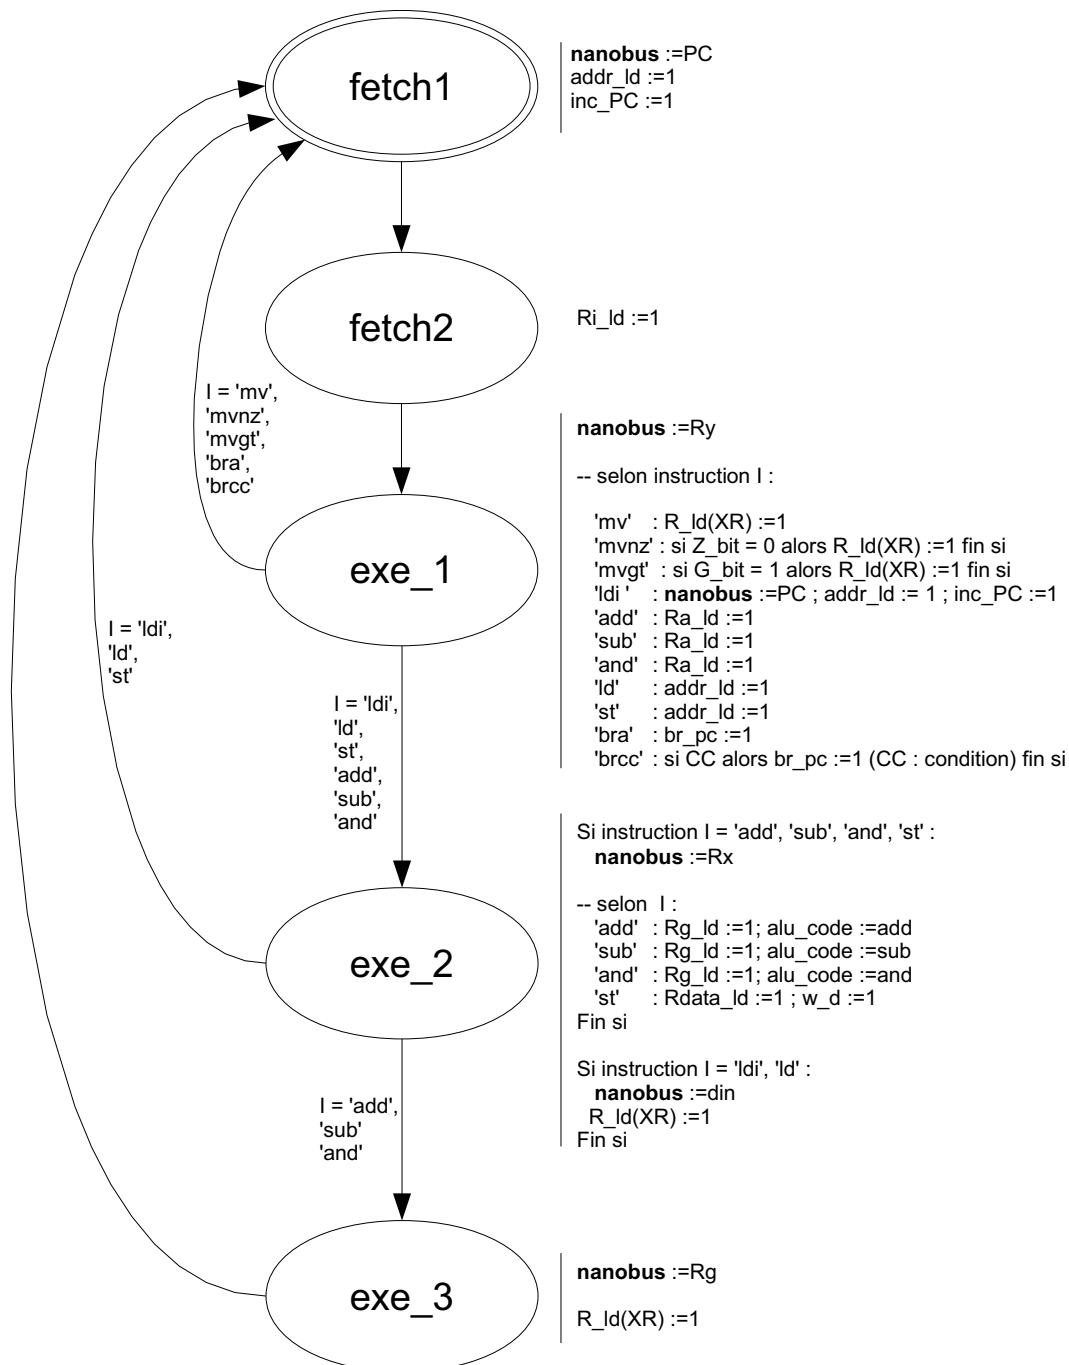 fetch1
nanobus :=PC
addr_ld :=1
inc_PC :=1
fetch2
Ri_ld :=1
I = 'mv',
'mvnz',
'mvgt',
'bra',
'brcc'
nanobus :=Ry
-- selon instruction I :
'mv' : R_ld(XR) :=1
'mvnz' : si Z_bit = 0 alors R_ld(XR) :=1 fin si
'mvgt' : si G_bit = 1 alors R_ld(XR) :=1 fin si
'ldi ' : nanobus :=PC ; addr_ld := 1 ; inc_PC :=1
'add' : Ra_ld :=1
'sub' : Ra_ld :=1
'and' : Ra_ld :=1
'ld' : addr_ld :=1
'st' : addr_ld :=1
'bra' : br_pc :=1
'brcc' : si CC alors br_pc :=1 (CC : condition) fin si
exe_1
I = 'ldi',
'ld',
'st'
I = 'ldi',
'ld',
'st',
'add',
'sub',
'and'
Si instruction I = 'add', 'sub', 'and', 'st' :
nanobus :=Rx
-- selon I :
'add' : Rg_ld :=1; alu_code :=add
'sub' : Rg_ld :=1; alu_code :=sub
'and' : Rg_ld :=1; alu_code :=and
'st' : Rdata_ld :=1 ; w_d :=1
Fin si
Si instruction I = 'ldi', 'ld' :
nanobus :=din
R_ld(XR) :=1
Fin si
exe_2
I = 'add',
'sub'
'and'
exe_3
nanobus :=Rg
R_ld(XR) :=1